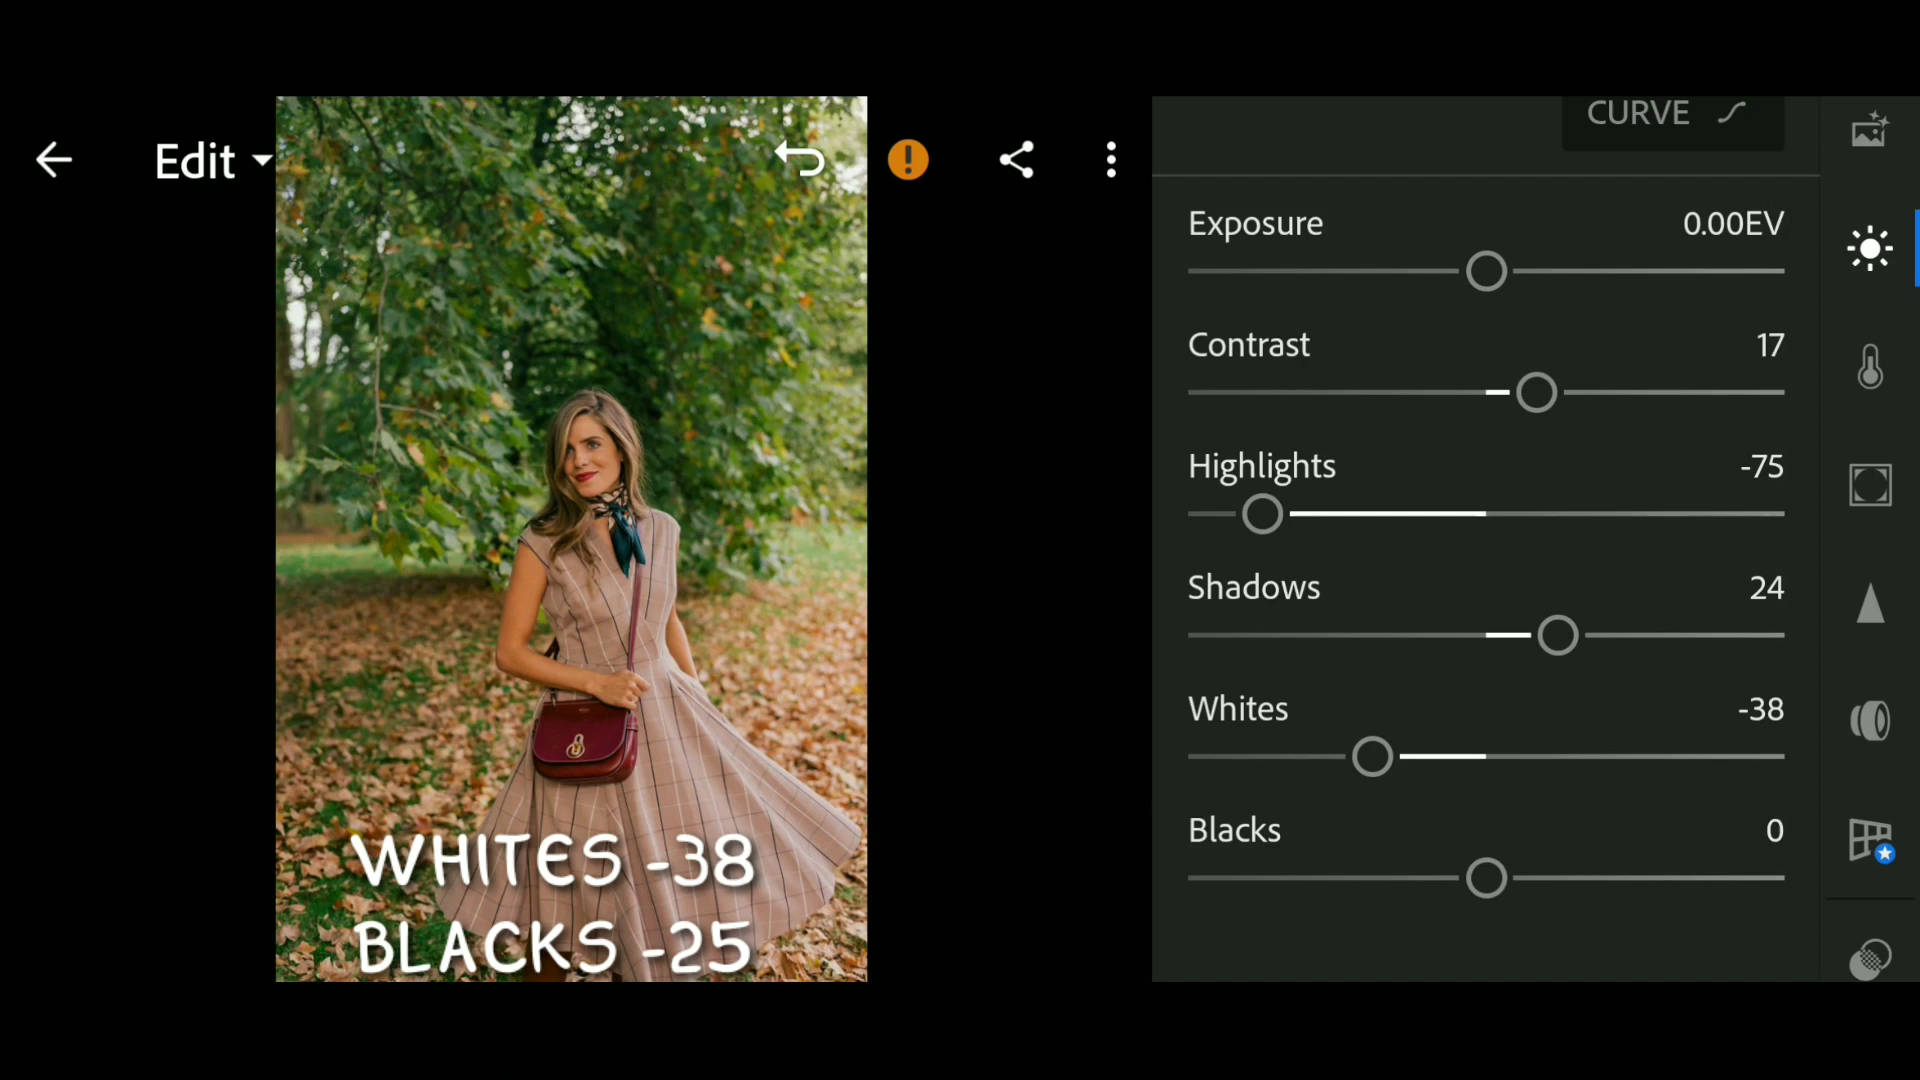 Edit
CURVE
Exposure 0.00EV
Contrast 17
Highlights -75
Shadows 24
Whites -38
Blacks 0
WHITES -38
BLACKS -25